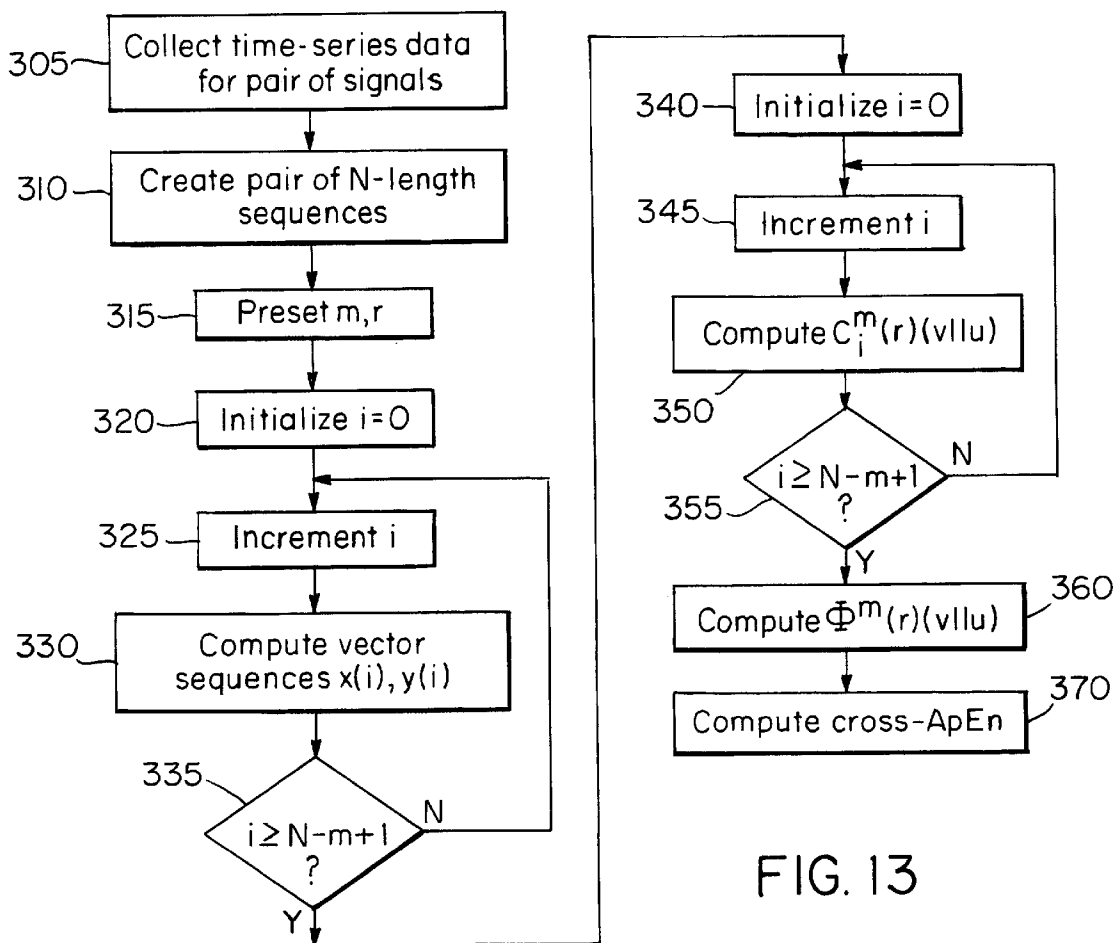 305
Collect time-series data
for pair of signals
310
Create pair of N-length
sequences
315
Preset m,r
320
Initialize i=0
325
Increment i
330
Compute vector
sequences x(i), y(i)
335
i ≥ N-m+1
?
N
Y
340
Initialize i=0
345
Increment i
Compute C_i^m(r)(v||u)
350
i ≥ N-m+1
?
355
N
Y
360
Compute Φ^m(r)(v||u)
370
Compute cross-ApEn
FIG. 13